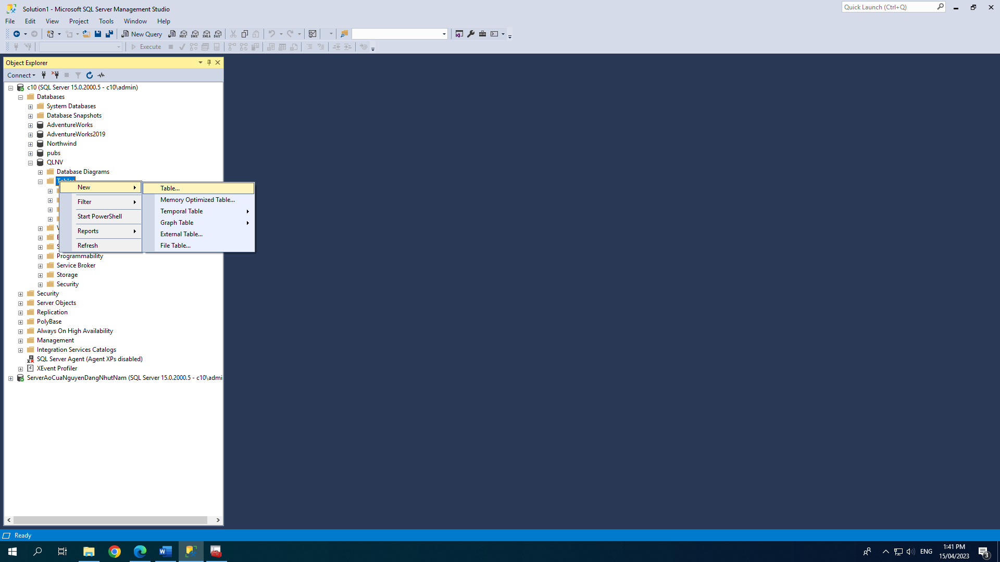 Solution1 - Microsoft SQL Server Management Studio
Quick Launch (Ctrl+Q)
File Edit View Project Tools Window Help
New Query MDX DMX XMLA DAX
Execute
Object Explorer
Connect
c10 (SQL Server 15.0.2000.5 - c10\admin)
Databases
System Databases
Database Snapshots
AdventureWorks
AdventureWorks2019
Northwind
pubs
QLNV
Database Diagrams
New
Filter
Start PowerShell
Reports
Refresh
Table...
Memory Optimized Table...
Temporal Table
Graph Table
External Table...
File Table...
Programmability
Service Broker
Storage
Security
Security
Server Objects
Replication
PolyBase
Always On High Availability
Management
Integration Services Catalogs
SQL Server Agent (Agent XPs disabled)
XEvent Profiler
ServerAoCuaNguyenDangNhutNam (SQL Server 15.0.2000.5 - c10\admi
Ready
ENG
1:41 PM
15/04/2023
3